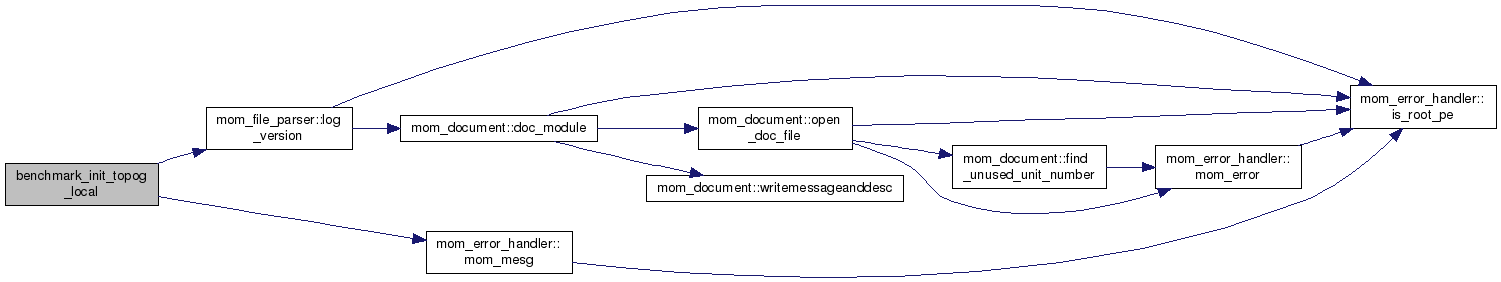 benchmark_init_topog
_local
mom_file_parser::log
_version
mom_error_handler::
mom_mesg
mom_document::doc_module
mom_document::open
_doc_file
mom_document::writemessageanddesc
mom_document::find
_unused_unit_number
mom_error_handler::
mom_error
mom_error_handler::
is_root_pe